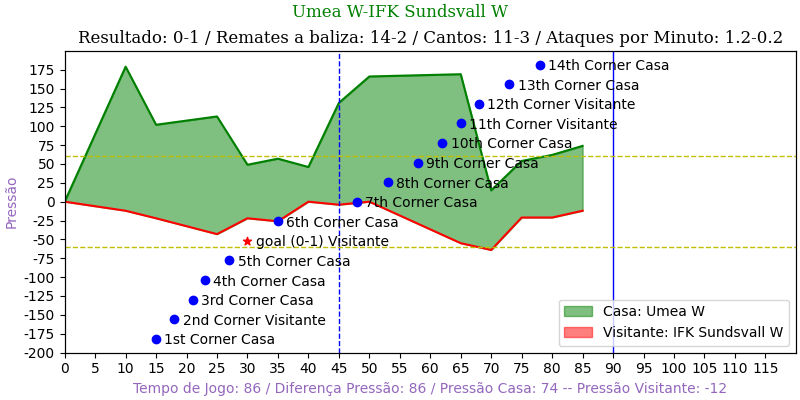 Umea W-IFK Sundsvall W
Resultado: 0-1 / Remates a baliza: 14-2 / Cantos: 11-3 / Ataques por Minuto: 1.2-0.2
Pressão
175
150
125
100
75
50
25
0
-25
-50
-75
-100
-125
-150
-175
-200
14th Corner Casa
13th Corner Casa
12th Corner Visitante
11th Corner Visitante
10th Corner Casa
9th Corner Casa
8th Corner Casa
7th Corner Casa
6th Corner Casa
goal (0-1) Visitante
5th Corner Casa
4th Corner Casa
3rd Corner Casa
2nd Corner Visitante
1st Corner Casa
Casa: Umea W
Visitante: IFK Sundsvall W
0 5 10 15 20 25 30 35 40 45 50 55 60 65 70 75 80 85 90 95 100 105 110 115
Tempo de Jogo: 86 / Diferença Pressão: 86 / Pressão Casa: 74 -- Pressão Visitante: -12